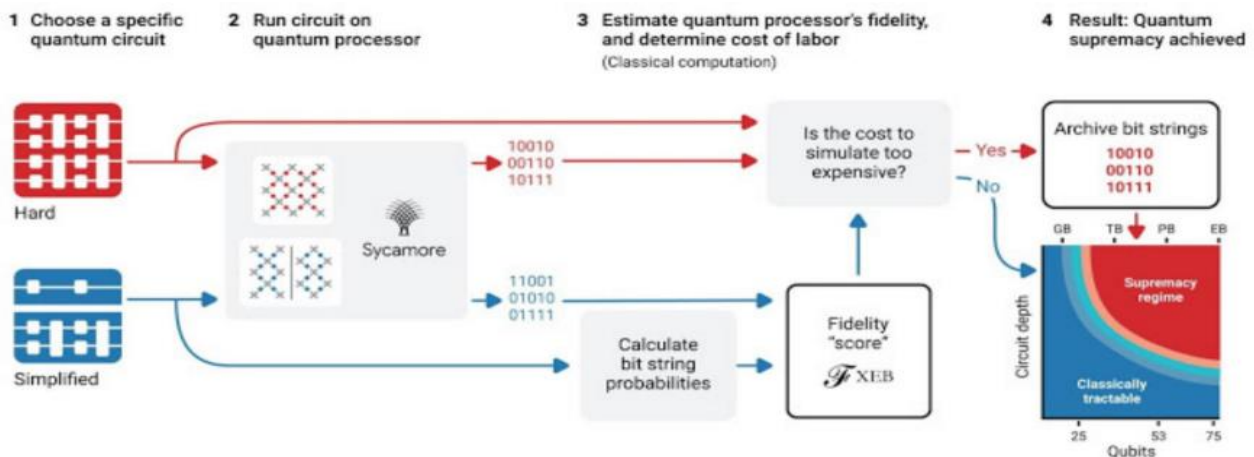 1 Choose a specific
quantum circuit
2 Run circuit on
quantum processor
3 Estimate quantum processor's fidelity,
and determine cost of labor
(Classical computation)
4 Result: Quantum
supremacy achieved
Hard
Simplified
Sycamore
10010
00110
10111
11001
01010
01111
Calculate
bit string
probabilities
Is the cost to
simulate too
expensive?
Fidelity
"score"
ℱ XEB
Yes
No
Archive bit strings
10010
00110
10111
GB TB PB EB
Supremacy
regime
Circuit depth
Classically
tractable
25 53 75
Qubits